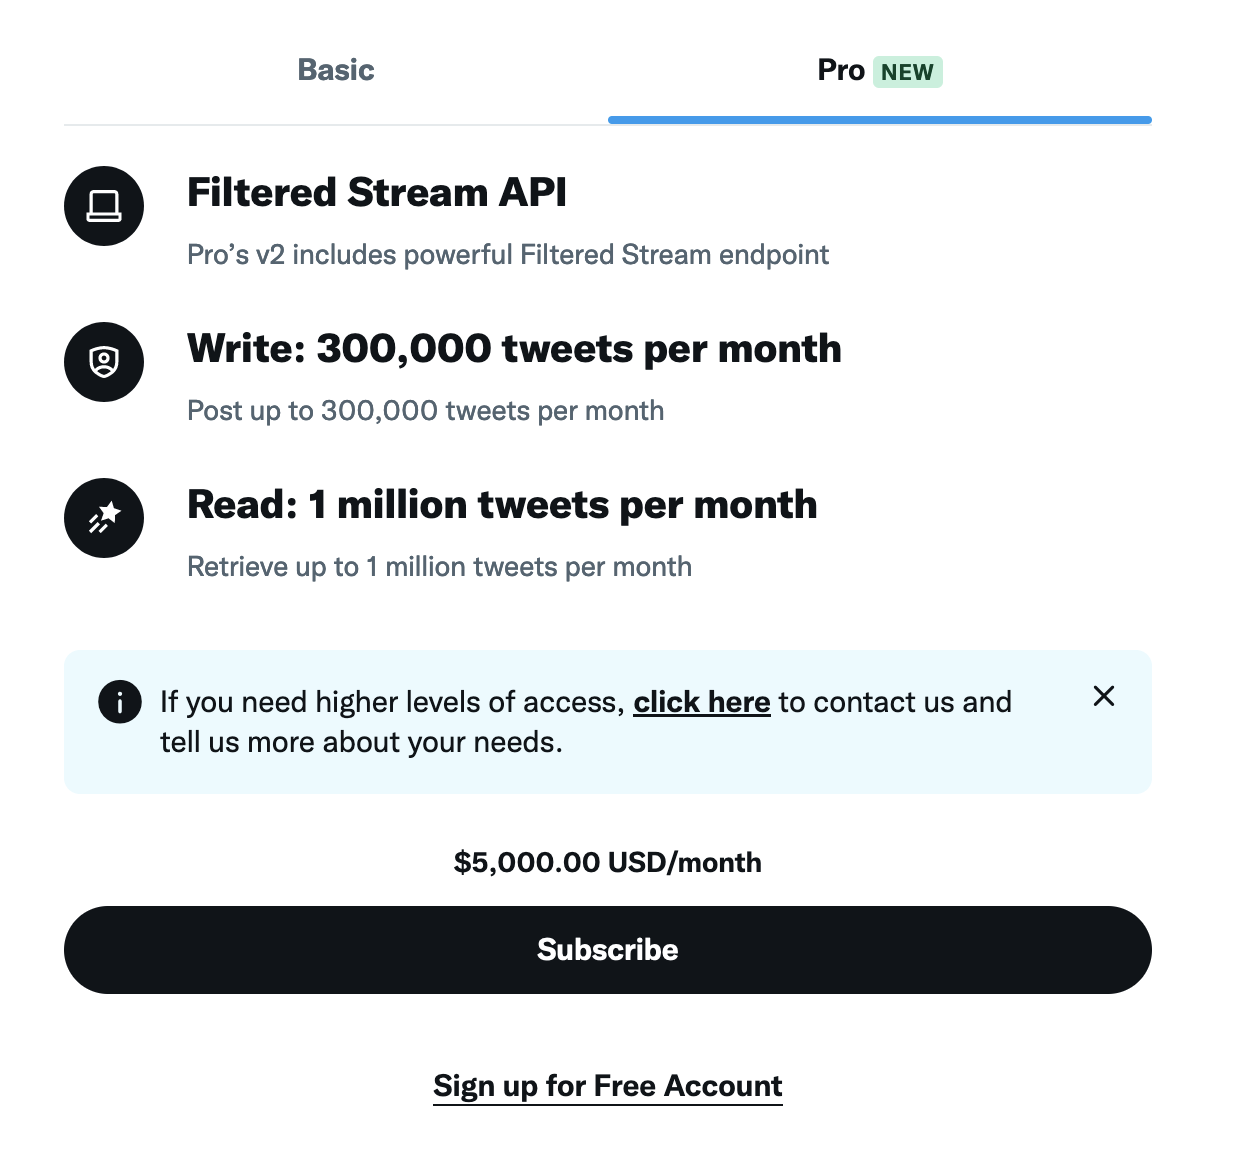 Basic
Pro NEW
Filtered Stream API
Pro’s v2 includes powerful Filtered Stream endpoint
Write: 300,000 tweets per month
Post up to 300,000 tweets per month
Read: 1 million tweets per month
Retrieve up to 1 million tweets per month
If you need higher levels of access, click here to contact us and
tell us more about your needs.
$5,000.00 USD/month
Subscribe
Sign up for Free Account